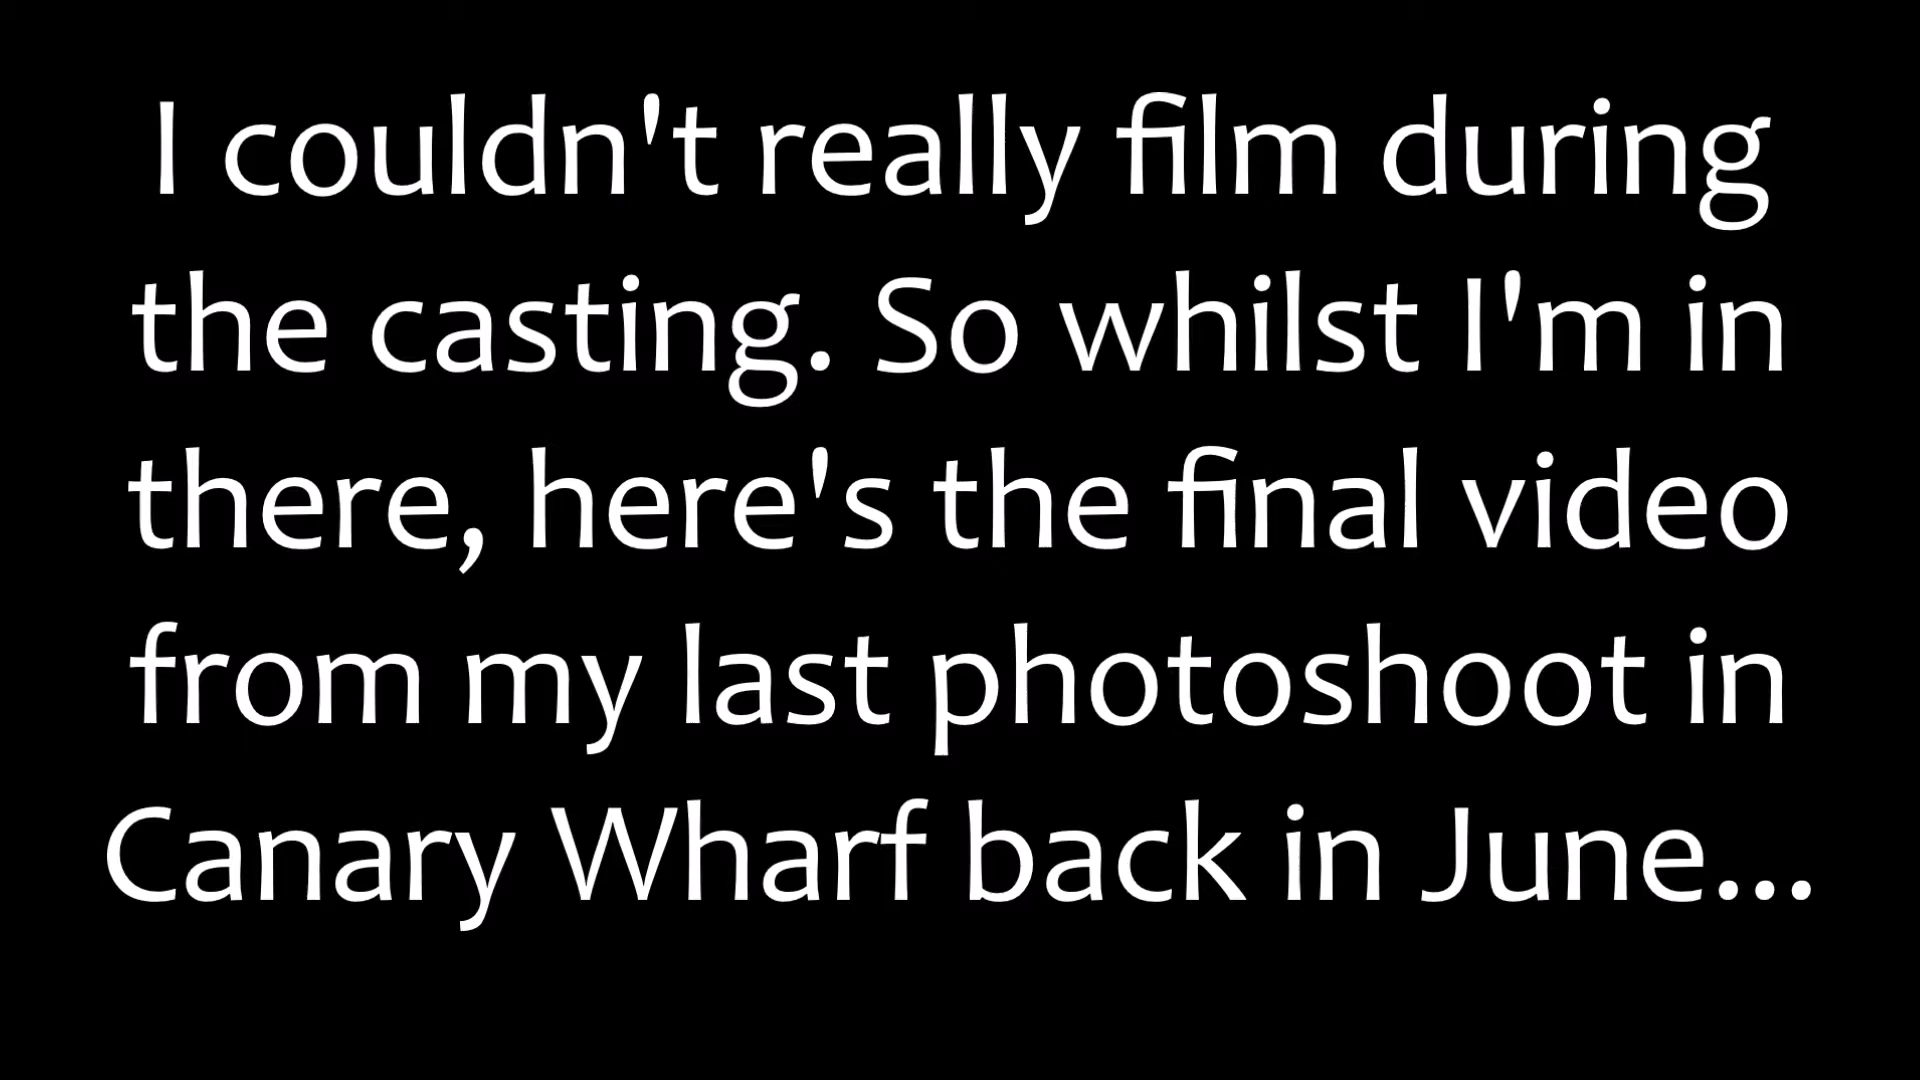 I couldn't really film during
the casting. So whilst I'm in
there, here's the final video
from my last photoshoot in
Canary Wharf back in June...